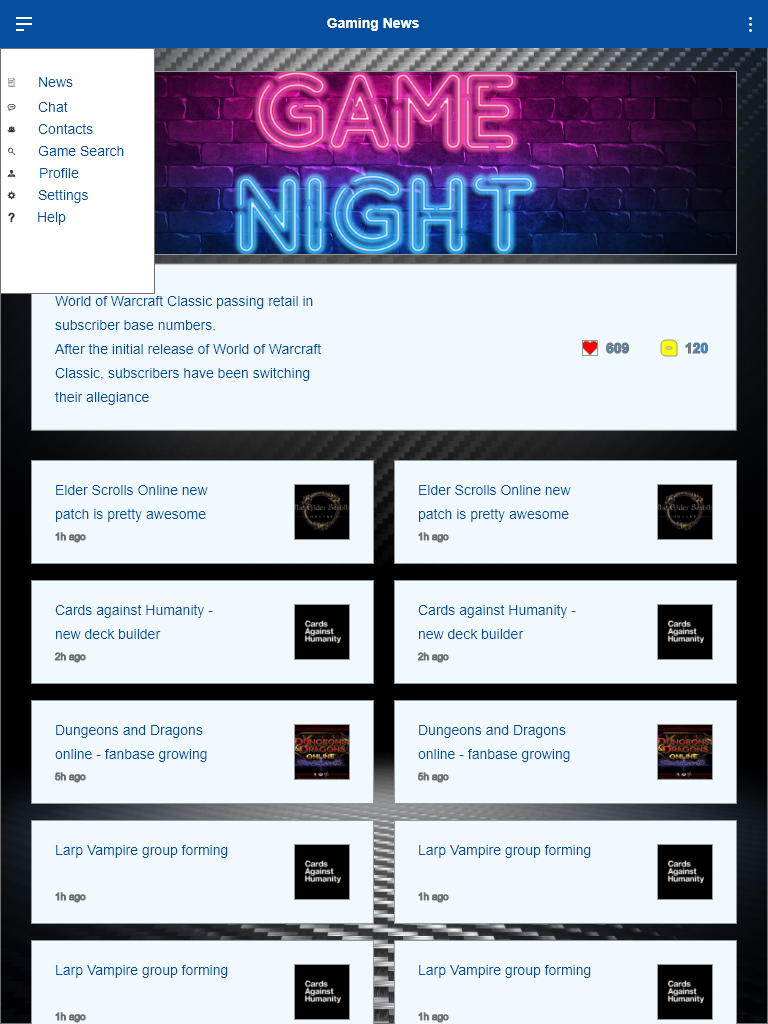 Gaming News
News
Chat
Contacts
Game Search
Profile
Settings
Help
GAME
NIGHT
World of Warcraft Classic passing retail in
subscriber base numbers.
After the initial release of World of Warcraft
Classic, subscribers have been switching
their allegiance
609
120
Elder Scrolls Online new
patch is pretty awesome
1h ago
The Elder Scrolls
ONLINE
Elder Scrolls Online new
patch is pretty awesome
1h ago
The Elder Scrolls
ONLINE
Cards against Humanity -
new deck builder
2h ago
Cards
Against
Humanity
Cards against Humanity -
new deck builder
2h ago
Cards
Against
Humanity
Dungeons and Dragons
online - fanbase growing
5h ago
DUNGEONS
& DRAGONS
ONLINE
Dungeons and Dragons
online - fanbase growing
5h ago
DUNGEONS
& DRAGONS
ONLINE
Larp Vampire group forming
1h ago
Cards
Against
Humanity
Larp Vampire group forming
1h ago
Cards
Against
Humanity
Larp Vampire group forming
1h ago
Cards
Against
Humanity
Larp Vampire group forming
1h ago
Cards
Against
Humanity